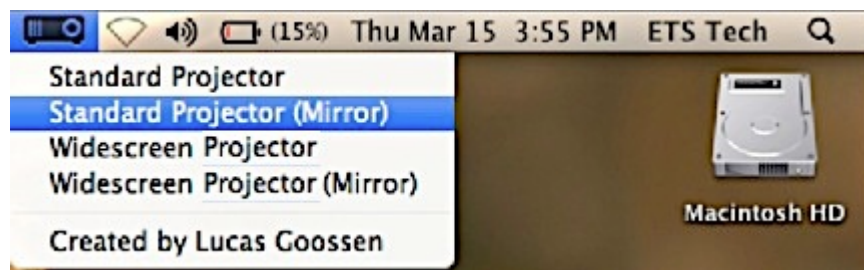 (15%) Thu Mar 15 3:55 PM ETS Tech
Standard Projector
Standard Projector (Mirror)
Widescreen Projector
Widescreen Projector (Mirror)
Created by Lucas Goossen
Macintosh HD